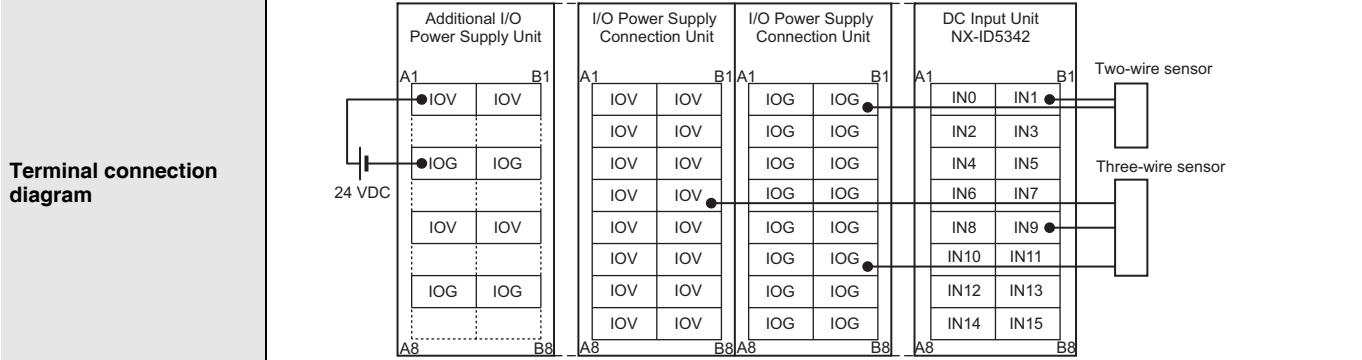 Terminal connection
diagram
Additional I/O
Power Supply Unit
A1 B1
IOV IOV
IOG IOG
IOV IOV
IOG IOG
A8 B8
24 VDC
I/O Power Supply
Connection Unit
A1 B1
IOV IOV
IOV IOV
IOV IOV
IOV IOV
IOV IOV
IOV IOV
IOV IOV
IOV IOV
A8 B8
I/O Power Supply
Connection Unit
A1 B1
IOG IOG
IOG IOG
IOG IOG
IOG IOG
IOG IOG
IOG IOG
IOG IOG
IOG IOG
A8 B8
DC Input Unit
NX-ID5342
A1 B1
IN0 IN1
IN2 IN3
IN4 IN5
IN6 IN7
IN8 IN9
IN10 IN11
IN12 IN13
IN14 IN15
A8 B8
Two-wire sensor
Three-wire sensor